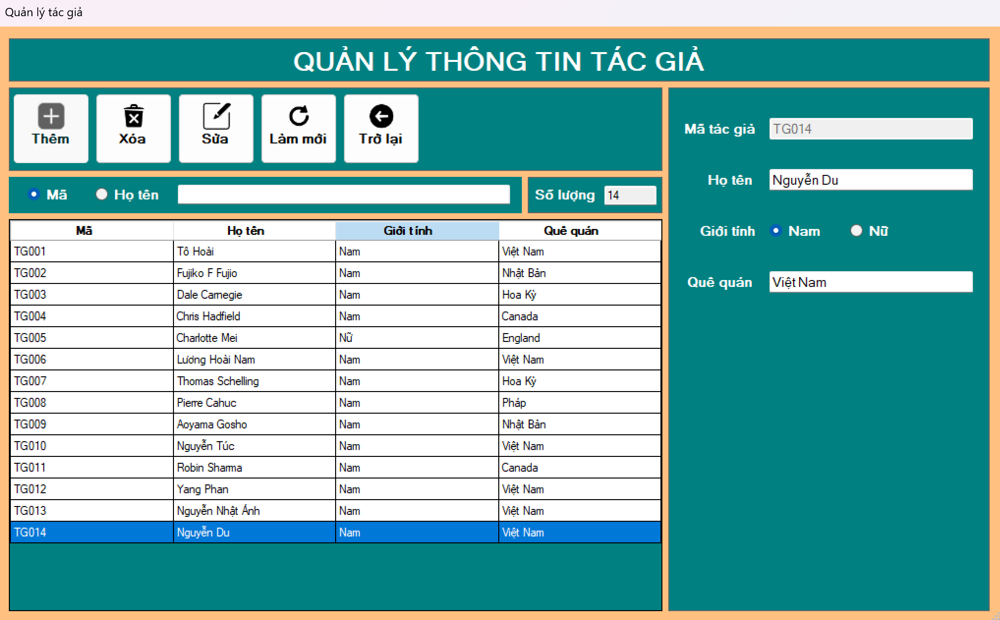 Quản lý tác giả
QUẢN LÝ THÔNG TIN TÁC GIẢ
Thêm Xóa Sửa Làm mới Trở lại
Mã Họ tên Số lượng 14
Mã Họ tên Giới tính Quê quán
TG001 Tô Hoài Nam Việt Nam
TG002 Fujiko F Fujio Nam Nhật Bản
TG003 Dale Carnegie Nam Hoa Kỳ
TG004 Chris Hadfield Nam Canada
TG005 Charlotte Mei Nữ England
TG006 Lương Hoài Nam Nam Việt Nam
TG007 Thomas Schelling Nam Hoa Kỳ
TG008 Pierre Cahuc Nam Pháp
TG009 Aoyama Gosho Nam Nhật Bản
TG010 Nguyễn Túc Nam Việt Nam
TG011 Robin Sharma Nam Canada
TG012 Yang Phan Nam Việt Nam
TG013 Nguyễn Nhật Ánh Nam Việt Nam
TG014 Nguyễn Du Nam Việt Nam
Mã tác giả TG014
Họ tên Nguyễn Du
Giới tính Nam Nữ
Quê quán Việt Nam